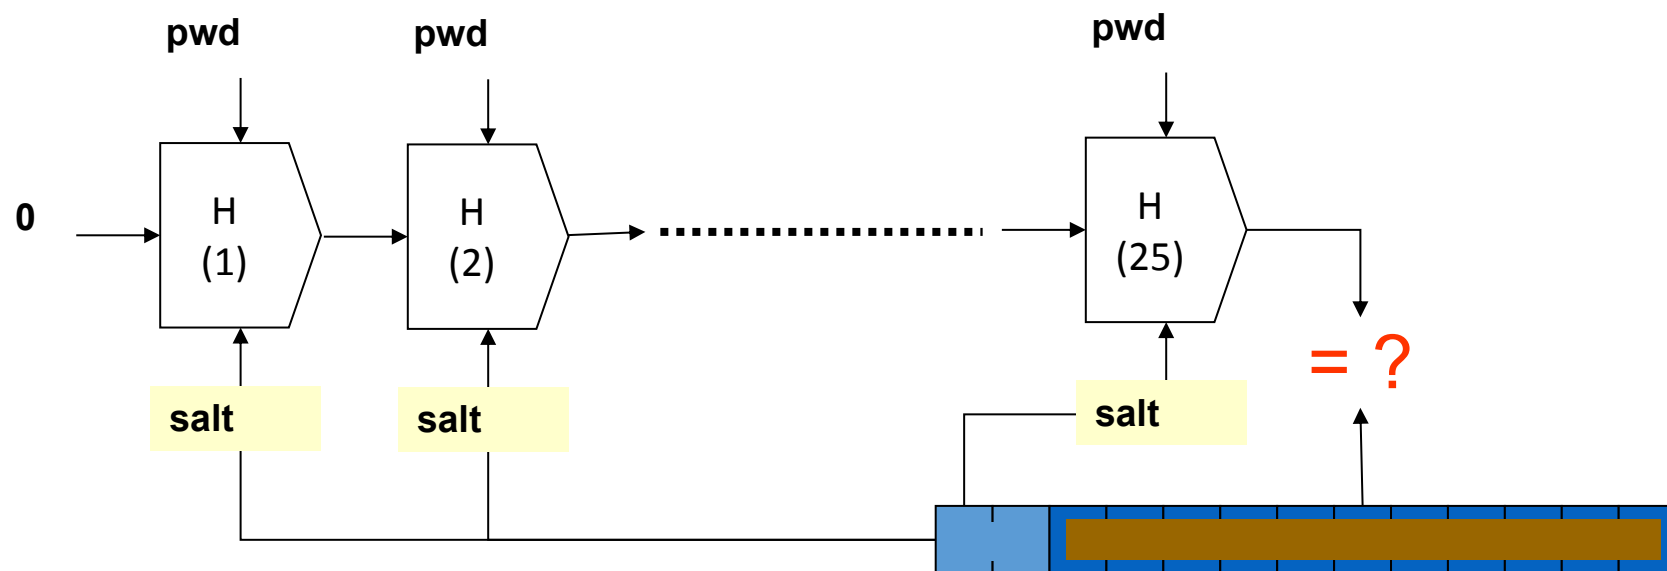 pwd
pwd
pwd
0
H
(1)
H
(2)
H
(25)
= ?
salt
salt
salt